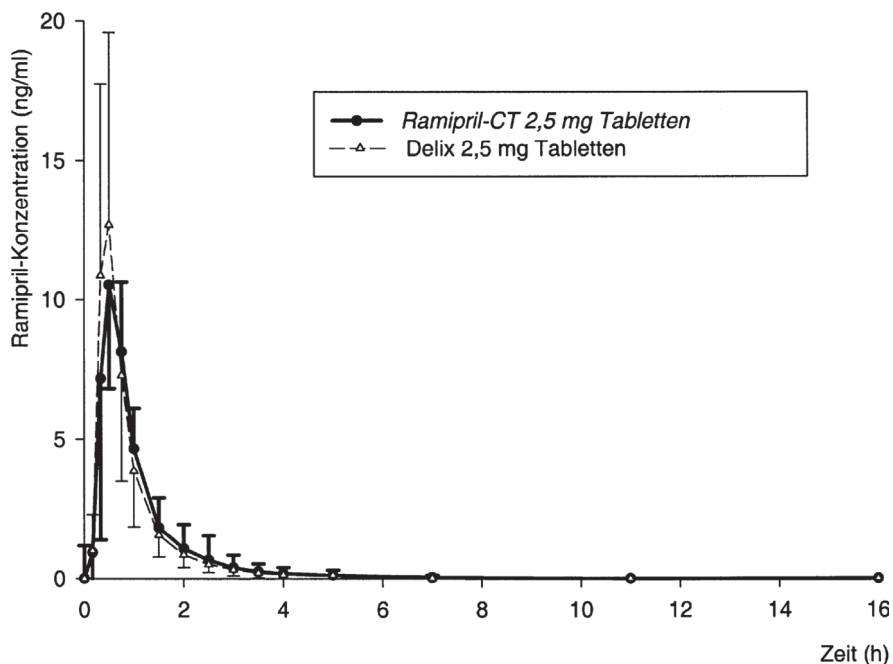 Ramipril-Konzentration (ng/ml)
20
15
10
5
0
Ramipril-CT 2,5 mg Tabletten
Delix 2,5 mg Tabletten
0 2 4 6 8 10 12 14 16
Zeit (h)